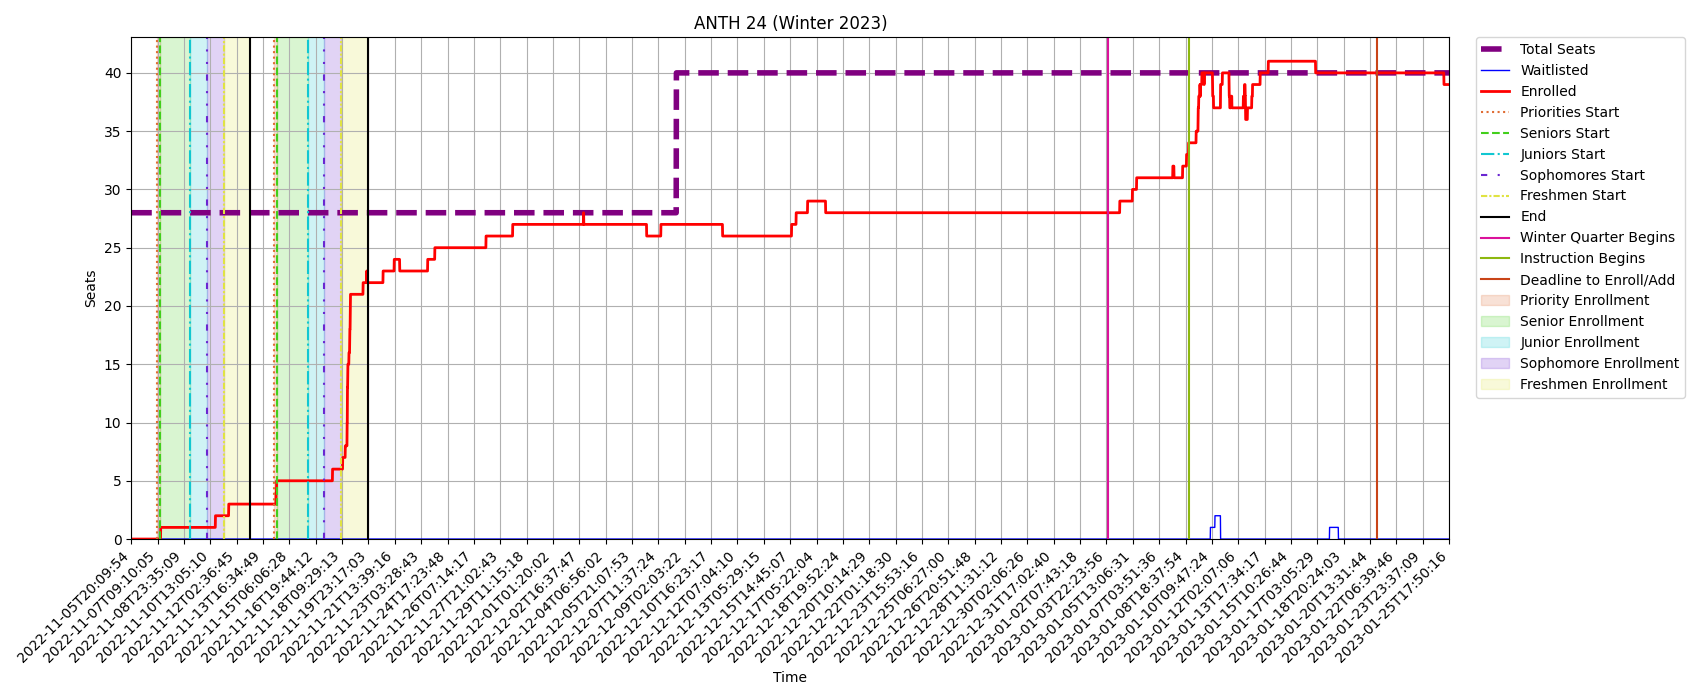 ANTH 24 (Winter 2023)
Seats
40
35
30
25
20
15
10
5
0
2022-11-05T20:09:54
2022-11-07T09:10:05
2022-11-08T23:35:09
2022-11-10T13:05:10
2022-11-12T02:36:45
2022-11-13T16:34:49
2022-11-15T06:06:28
2022-11-16T19:44:12
2022-11-18T09:29:13
2022-11-19T23:17:03
2022-11-21T13:39:16
2022-11-23T03:28:43
2022-11-24T17:23:48
2022-11-26T07:14:17
2022-11-27T21:02:43
2022-11-29T11:15:18
2022-12-01T01:20:02
2022-12-02T16:37:47
2022-12-04T06:56:02
2022-12-05T21:07:53
2022-12-07T11:37:24
2022-12-09T02:03:22
2022-12-10T16:23:17
2022-12-12T07:04:10
2022-12-13T05:29:15
2022-12-15T14:45:07
2022-12-17T05:22:04
2022-12-18T19:52:24
2022-12-20T10:14:29
2022-12-22T01:18:30
2022-12-23T15:53:16
2022-12-25T06:27:00
2022-12-26T20:51:48
2022-12-28T11:31:12
2022-12-30T02:06:26
2022-12-31T17:02:40
2023-01-02T07:43:18
2023-01-03T22:23:56
2023-01-05T13:06:31
2023-01-07T03:51:36
2023-01-08T18:37:54
2023-01-10T09:47:24
2023-01-12T02:07:06
2023-01-13T17:34:17
2023-01-15T10:26:44
2023-01-17T03:05:29
2023-01-18T20:24:03
2023-01-20T13:31:44
2023-01-22T06:39:46
2023-01-23T23:37:09
2023-01-25T17:50:16
Time
Total Seats
Waitlisted
Enrolled
Priorities Start
Seniors Start
Juniors Start
Sophomores Start
Freshmen Start
End
Winter Quarter Begins
Instruction Begins
Deadline to Enroll/Add
Priority Enrollment
Senior Enrollment
Junior Enrollment
Sophomore Enrollment
Freshmen Enrollment